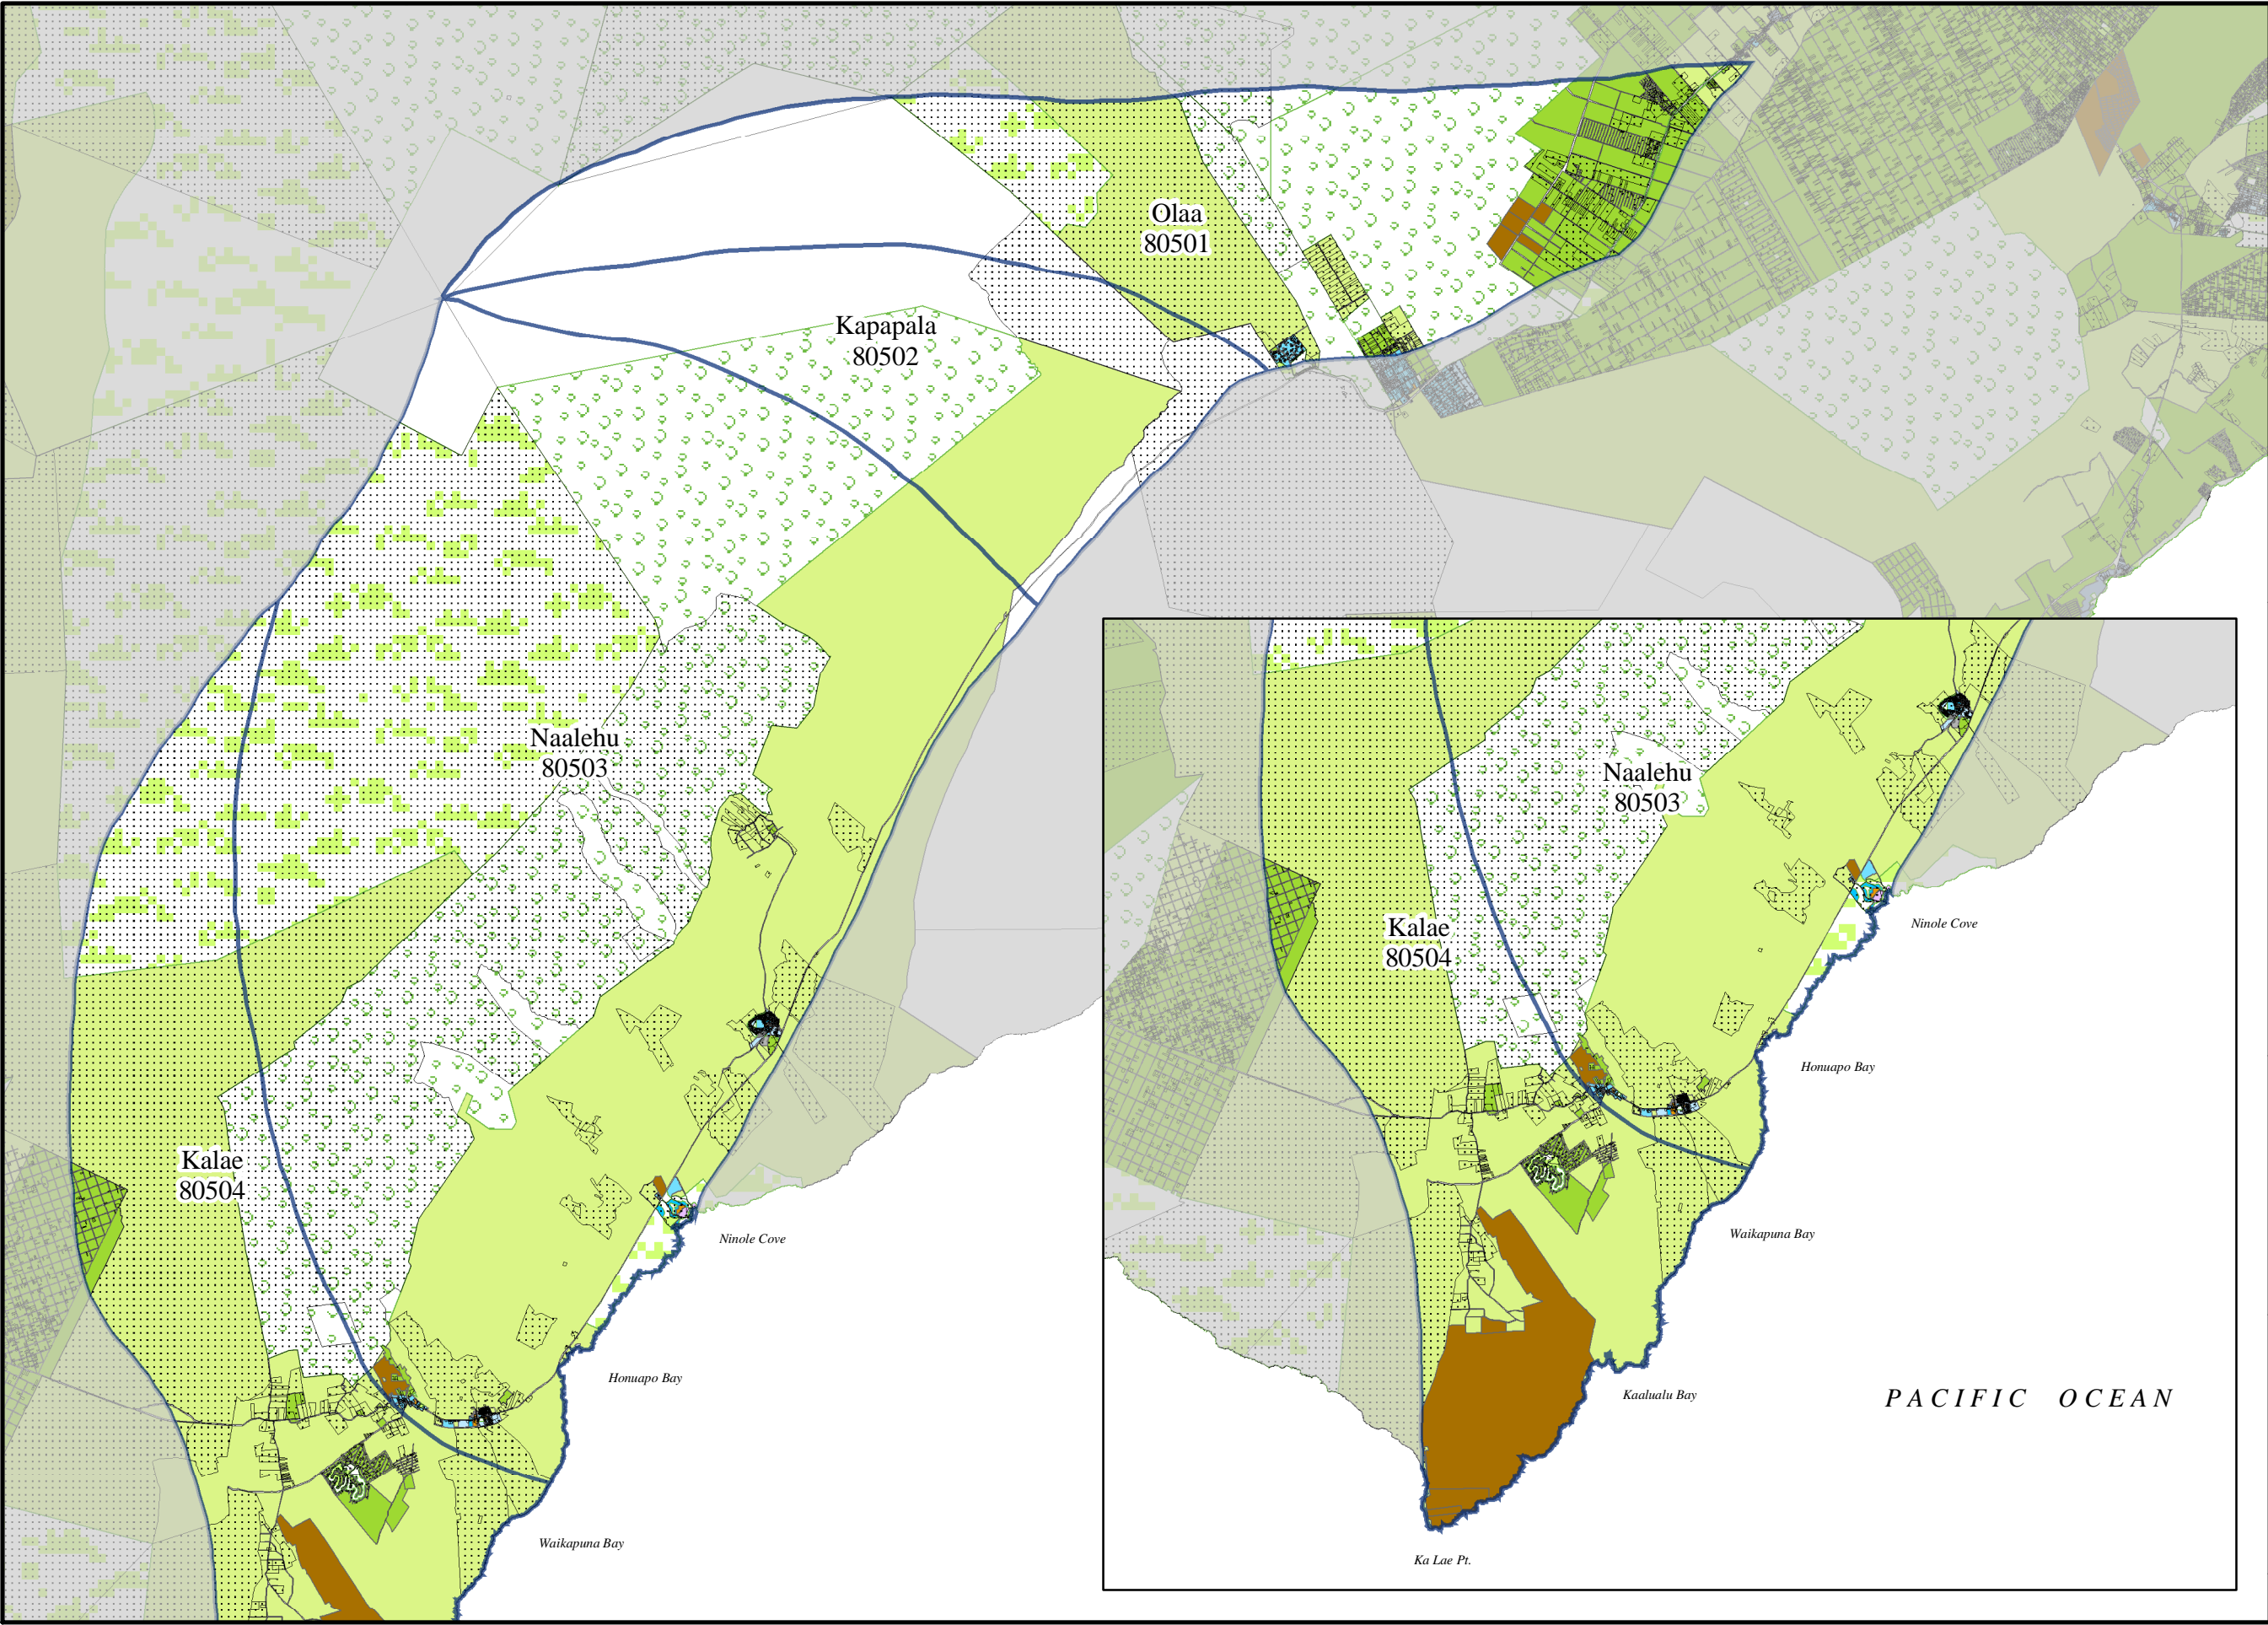 Olaa
80501
Kapapala
80502
Naalehu
80503
Kalae
80504
Ninole Cove
Honuapo Bay
Waikapuna Bay
Naalehu
80503
Kalae
80504
Ninole Cove
Honuapo Bay
Waikapuna Bay
Kaalualu Bay
PACIFIC OCEAN
Ka Lae Pt.